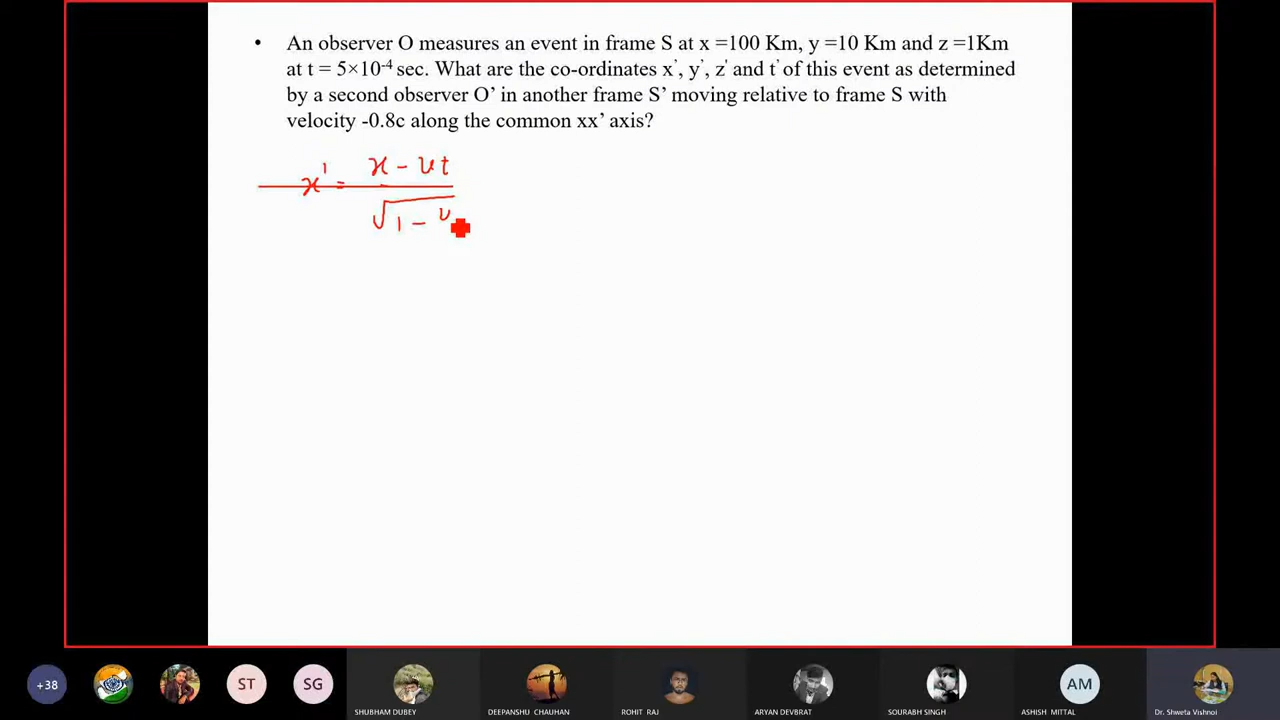 • An observer O measures an event in frame S at x =100 Km, y =10 Km and z =1Km
at t = 5×10⁻⁴ sec. What are the co-ordinates x’, y’, z' and t’ of this event as determined
by a second observer O’ in another frame S’ moving relative to frame S with
velocity -0.8c along the common xx’ axis?
x' = x - vt
√1 - v
+38
ST
SG
AM
SHUBHAM DUBEY
DEEPANSHU CHAUHAN
ROHIT RAJ
ARYAN DEVBRAT
SOURABH SINGH
ASHISH MITTAL
Dr. Shweta Vishnoi